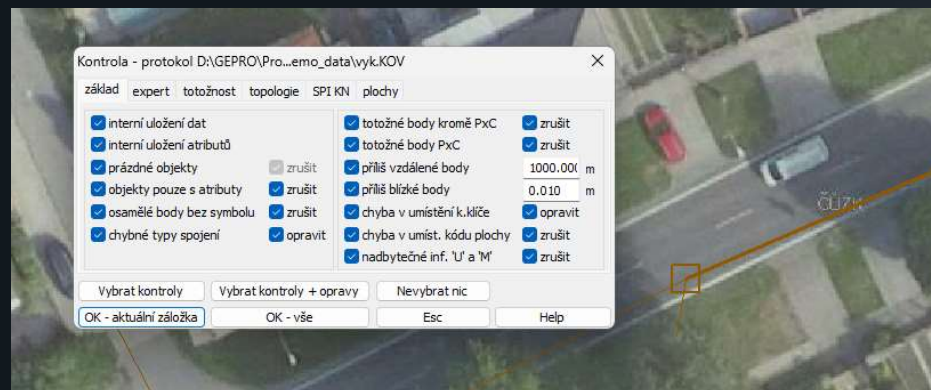 Kontrola - protokol D:\GEPRO\Pro...emo_data\vyk.KOV
základ expert totožnost topologie SPI KN plochy
interní uložení dat
interní uložení atributů
prázdné objekty zrušit
objekty pouze s atributy zrušit
osamělé body bez symbolu zrušit
chybné typy spojení opravit
totožné body kromě PxC zrušit
totožné body PxC zrušit
příliš vzdálené body 1000.000 m
příliš blízké body 0.010 m
chyba v umístění k.klíče opravit
chyba v umíst. kódu plochy zrušit
nadbytečné inf. 'U' a 'M' zrušit
Vybrat kontroly Vybrat kontroly + opravy Nevybrat nic
OK - aktuální záložka OK - vše Esc Help
ČÚZK